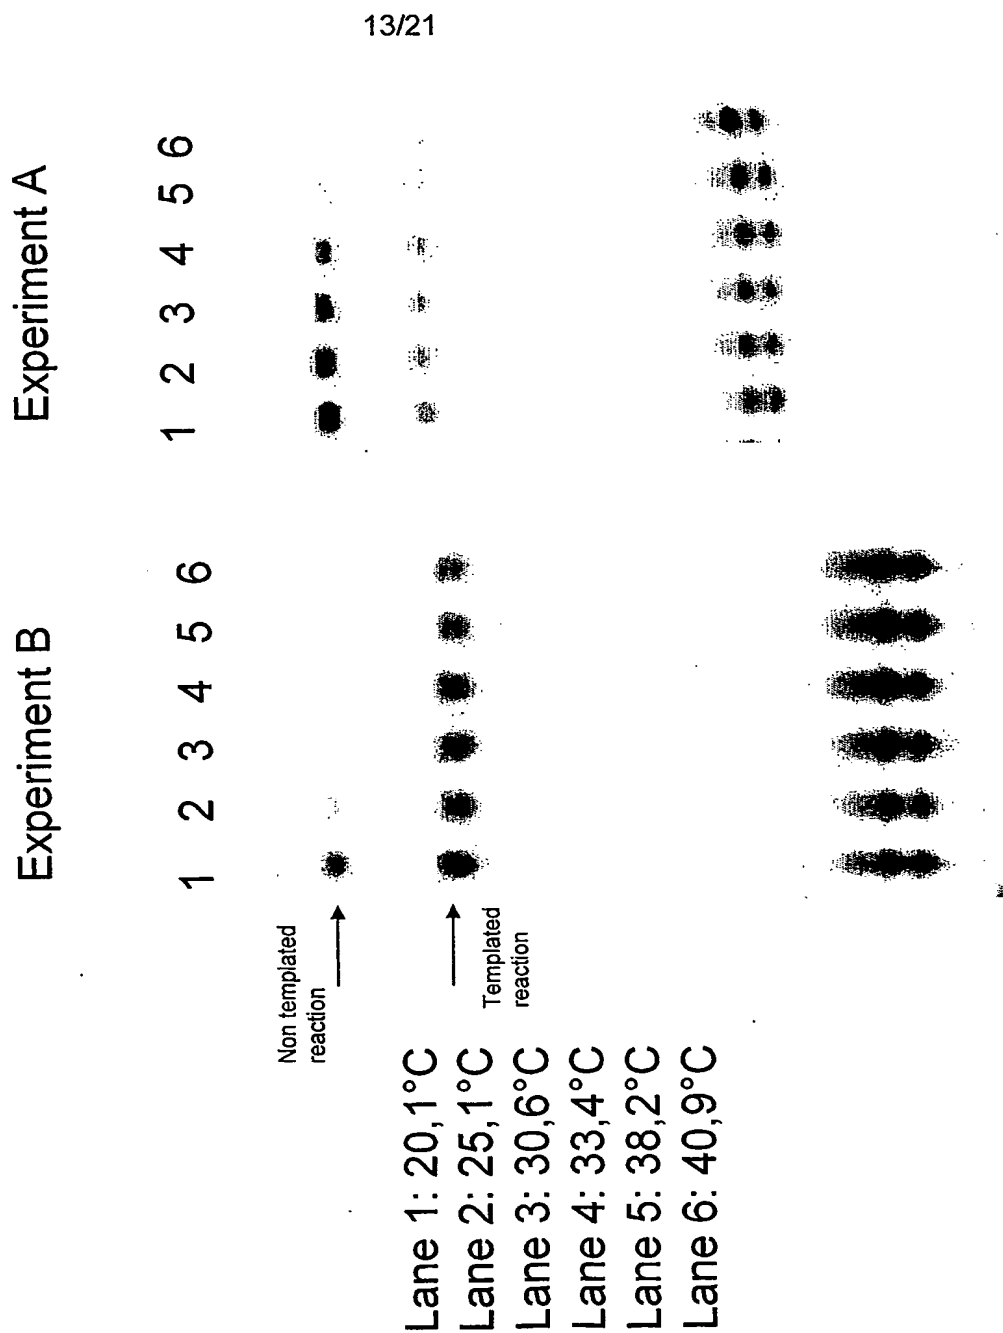 13/21
Experiment A
1 2 3 4 5 6
Experiment B
1 2 3 4 5 6
Non templated
reaction
Templated
reaction
Lane 1: 20,1°C
Lane 2: 25,1°C
Lane 3: 30,6°C
Lane 4: 33,4°C
Lane 5: 38,2°C
Lane 6: 40,9°C